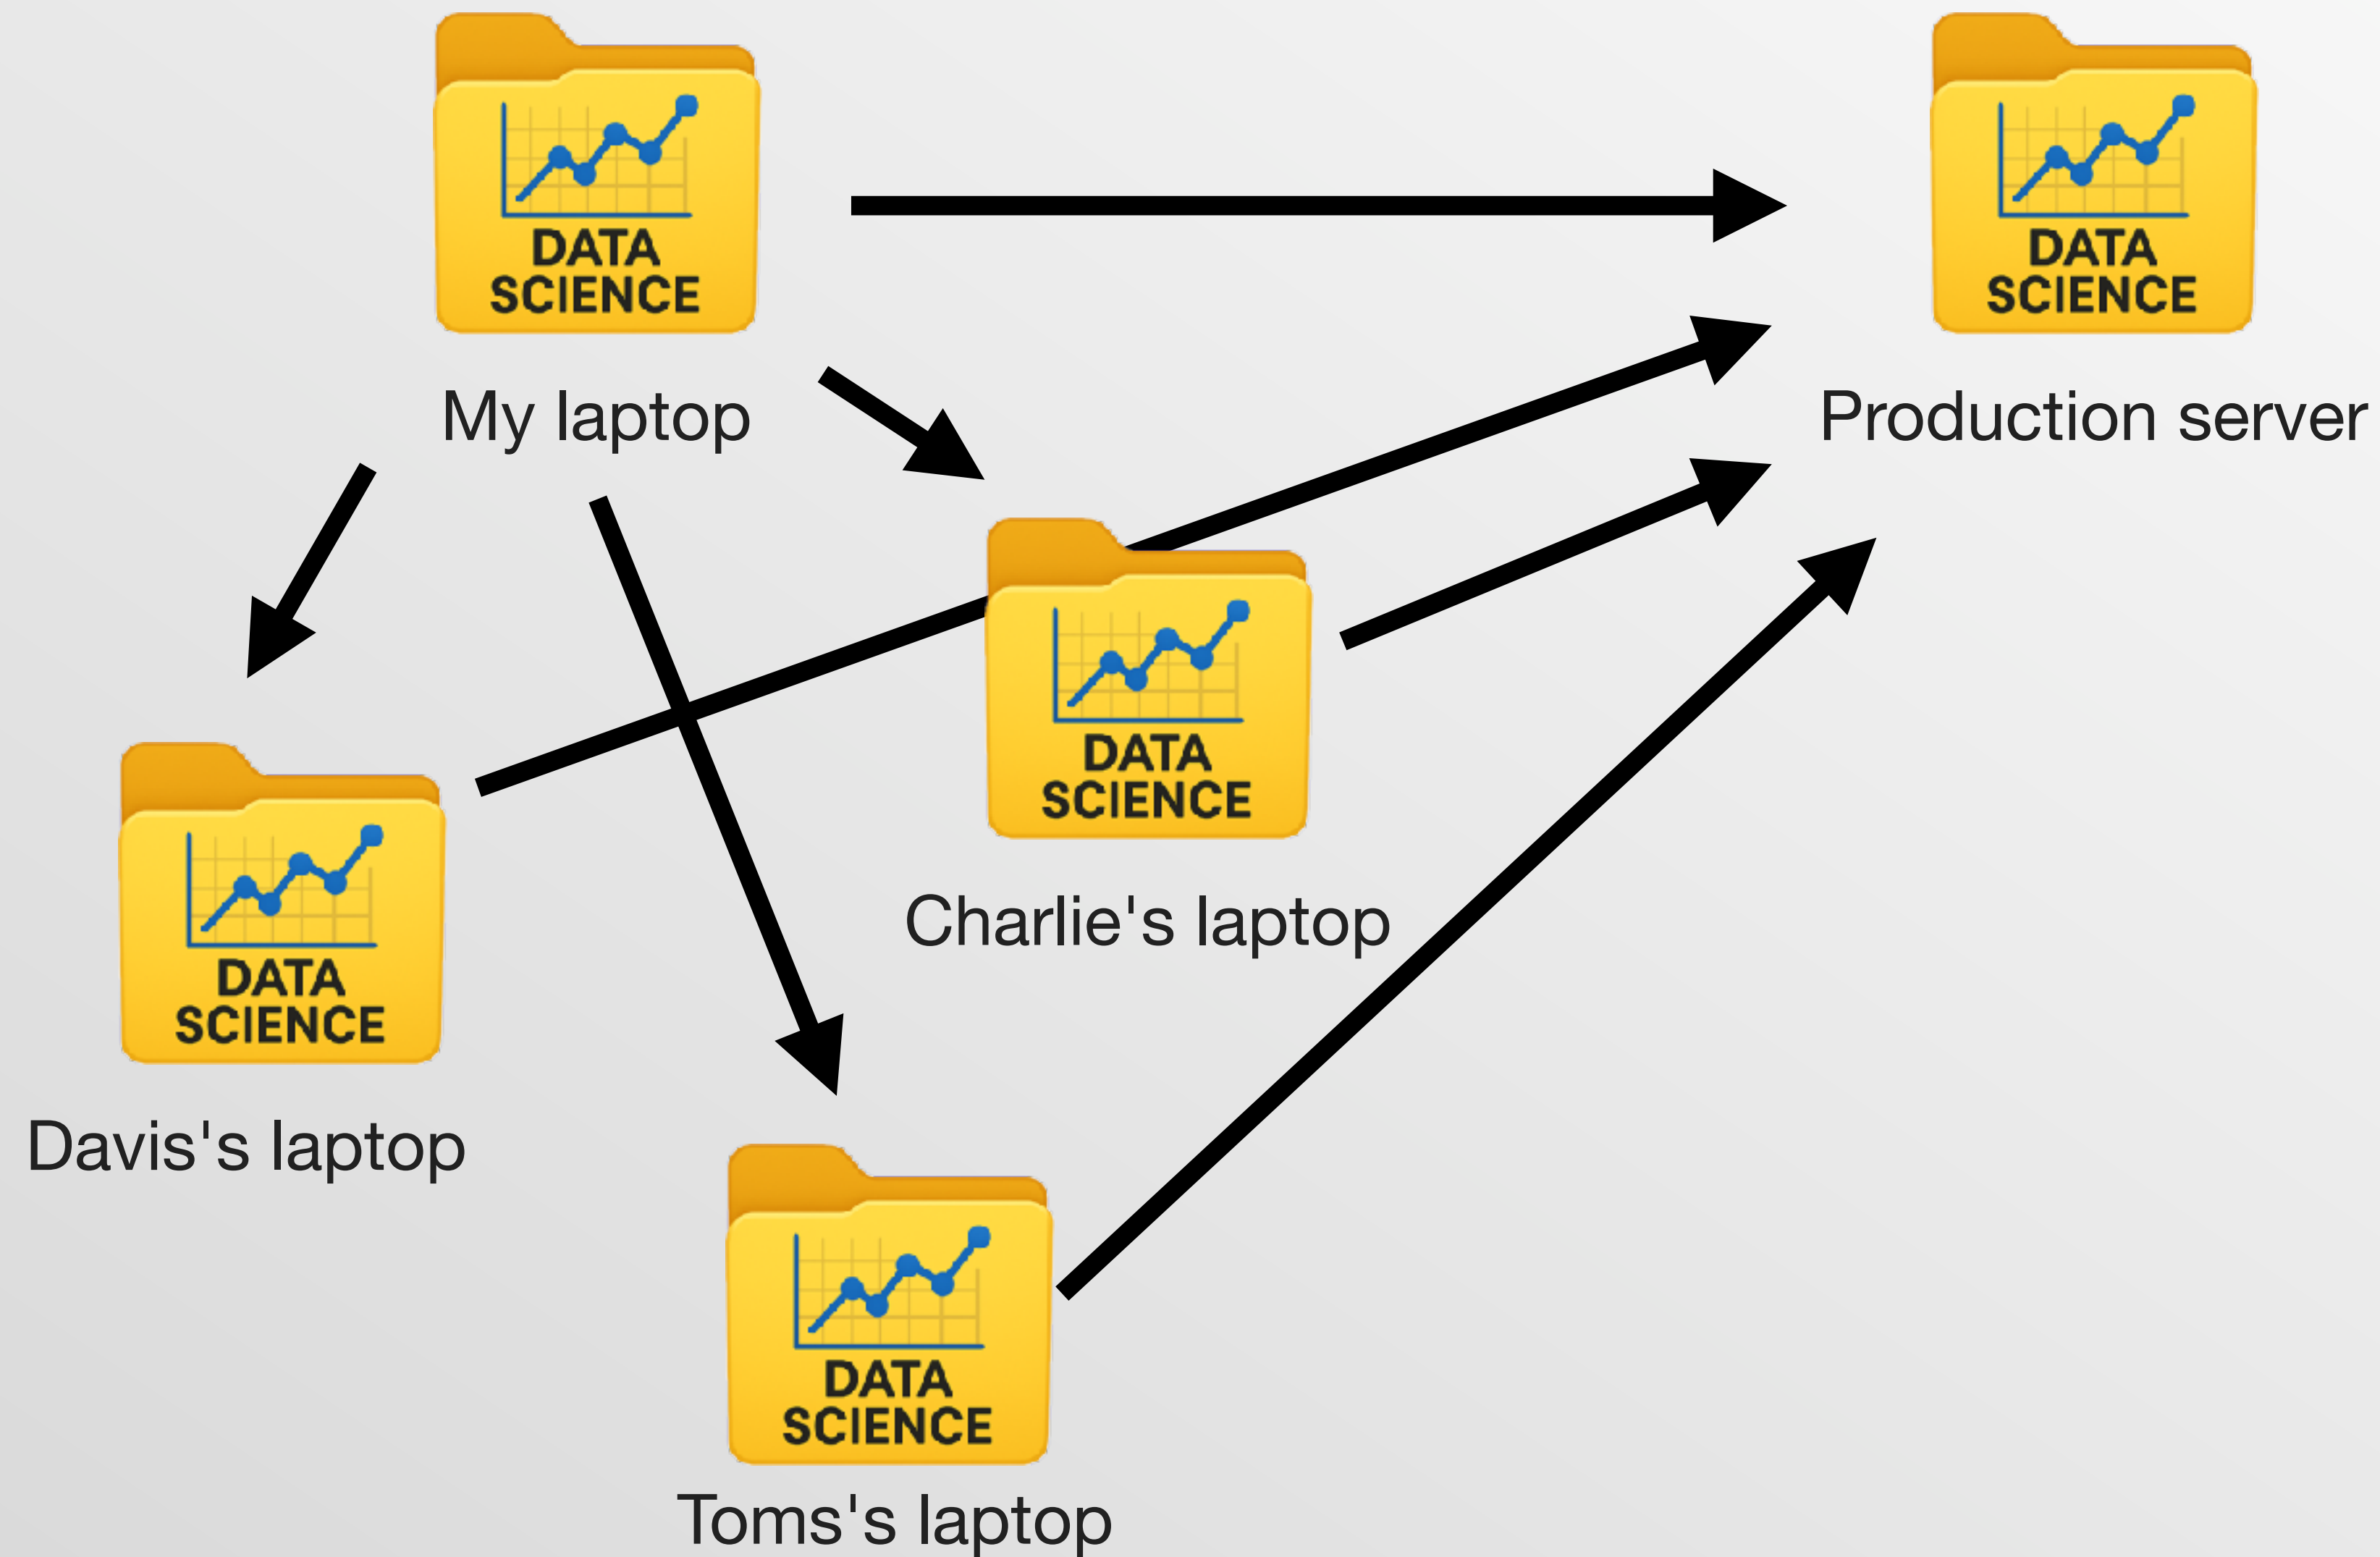 DATA
SCIENCE
My laptop
DATA
SCIENCE
Production server
DATA
SCIENCE
Charlie's laptop
DATA
SCIENCE
Davis's laptop
DATA
SCIENCE
Toms's laptop